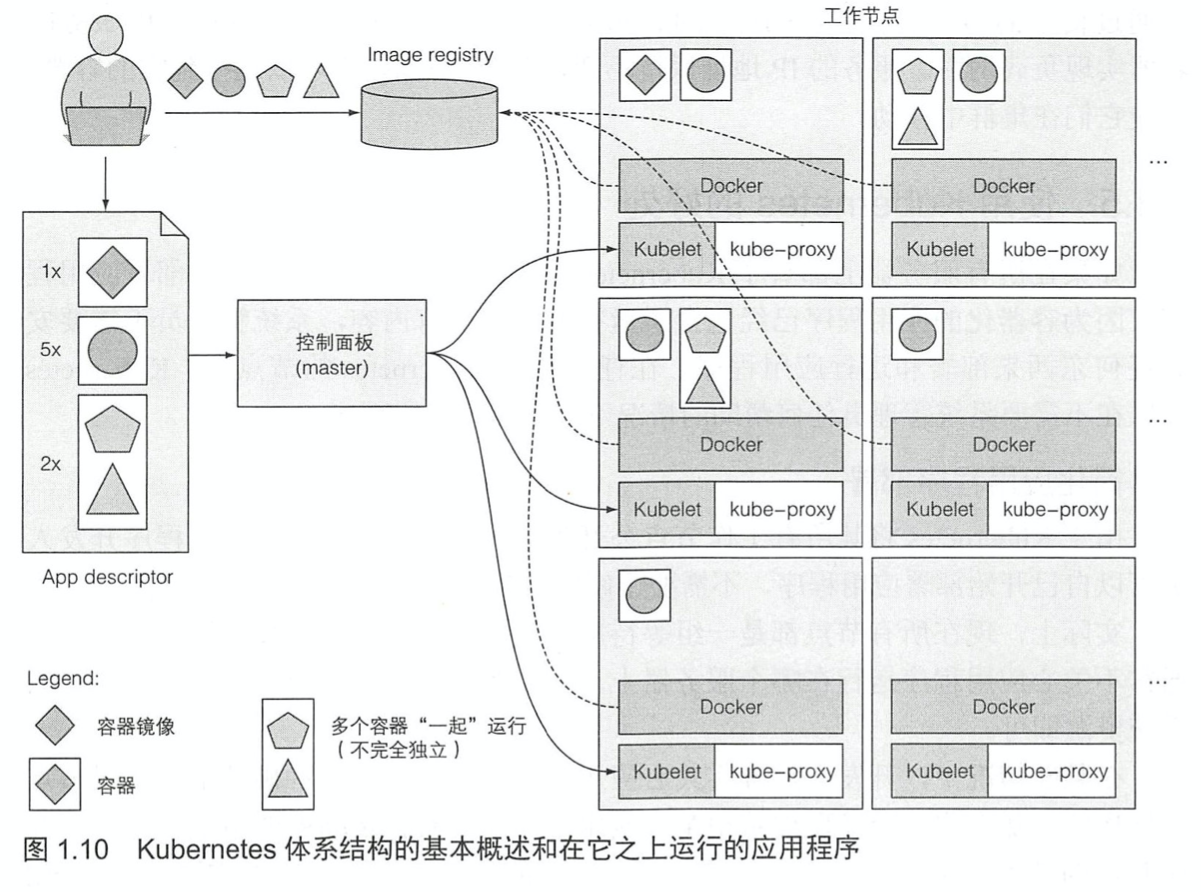 工作节点
Image registry
Docker
Kubelet
kube-proxy
Docker
Kubelet
kube-proxy
...
1x
5x
2x
App descriptor
控制面板
(master)
Docker
Kubelet
kube-proxy
Docker
Kubelet
kube-proxy
...
Docker
Kubelet
kube-proxy
Docker
Kubelet
kube-proxy
...
Legend:
容器镜像
容器
多个容器“一起”运行
（不完全独立）
图 1.10 Kubernetes 体系结构的基本概述和在它之上运行的应用程序